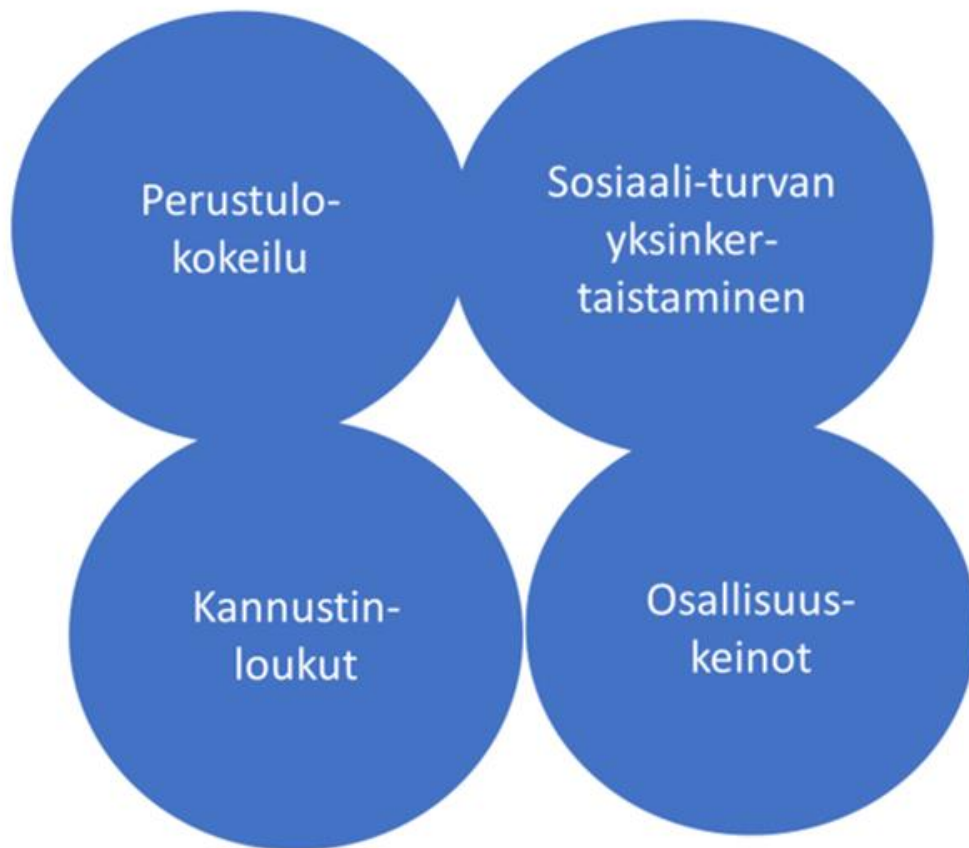 Perustulo-
kokeilu
Sosiaali-turvan
yksinker-
taistaminen
Kannustin-
loukut
Osallisuus-
keinot